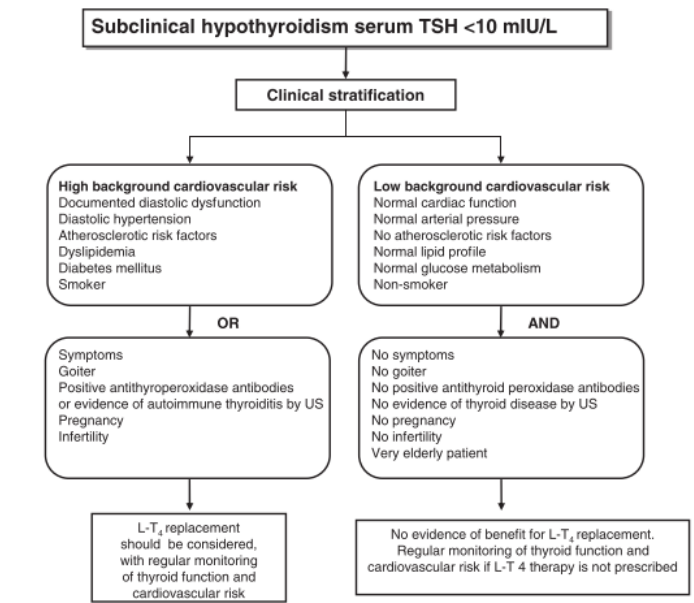 Subclinical hypothyroidism serum TSH <10 mIU/L
Clinical stratification
High background cardiovascular risk
Documented diastolic dysfunction
Diastolic hypertension
Atherosclerotic risk factors
Dyslipidemia
Diabetes mellitus
Smoker
OR
Symptoms
Goiter
Positive antithyroperoxidase antibodies
or evidence of autoimmune thyroiditis by US
Pregnancy
Infertility
L-T₄ replacement
should be considered,
with regular monitoring
of thyroid function and
cardiovascular risk
Low background cardiovascular risk
Normal cardiac function
Normal arterial pressure
No atherosclerotic risk factors
Normal lipid profile
Normal glucose metabolism
Non-smoker
AND
No symptoms
No goiter
No positive antithyroid peroxidase antibodies
No evidence of thyroid disease by US
No pregnancy
No infertility
Very elderly patient
No evidence of benefit for L-T₄ replacement.
Regular monitoring of thyroid function and
cardiovascular risk if L-T 4 therapy is not prescribed